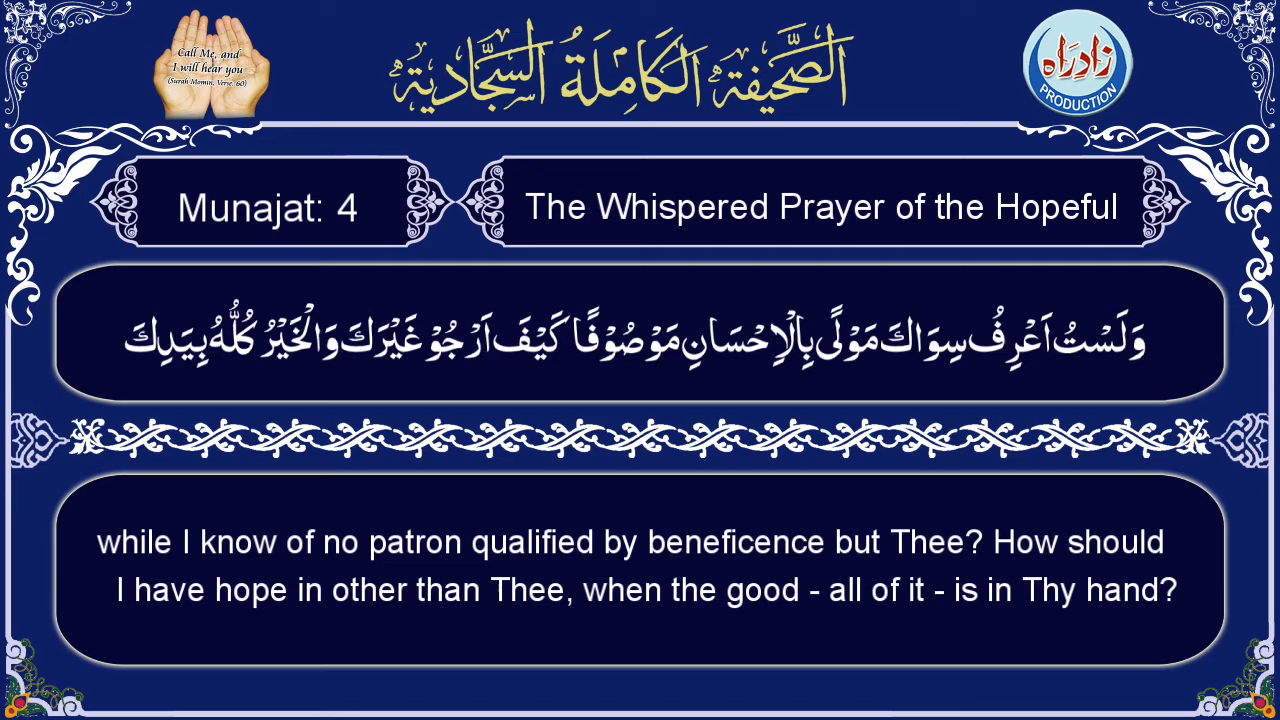 Call Me, and
I will hear you
(Surah Momin, Verse, 60)
الصَّحِيفَةُ الْكَامِلَةُ السَّجَّادِيَّةُ
زادِراه
PRODUCTION
Munajat: 4
The Whispered Prayer of the Hopeful
وَلَسْتُ اَعْرِفُ سِوَاكَ مَوْلًى بِالْاِحْسَانِ مَوْصُوْفًا كَيْفَ اَرْجُوْ غَيْرَكَ وَالْخَيْرُ كُلُّهُ بِيَدِكَ
while I know of no patron qualified by beneficence but Thee? How should
I have hope in other than Thee, when the good - all of it - is in Thy hand?